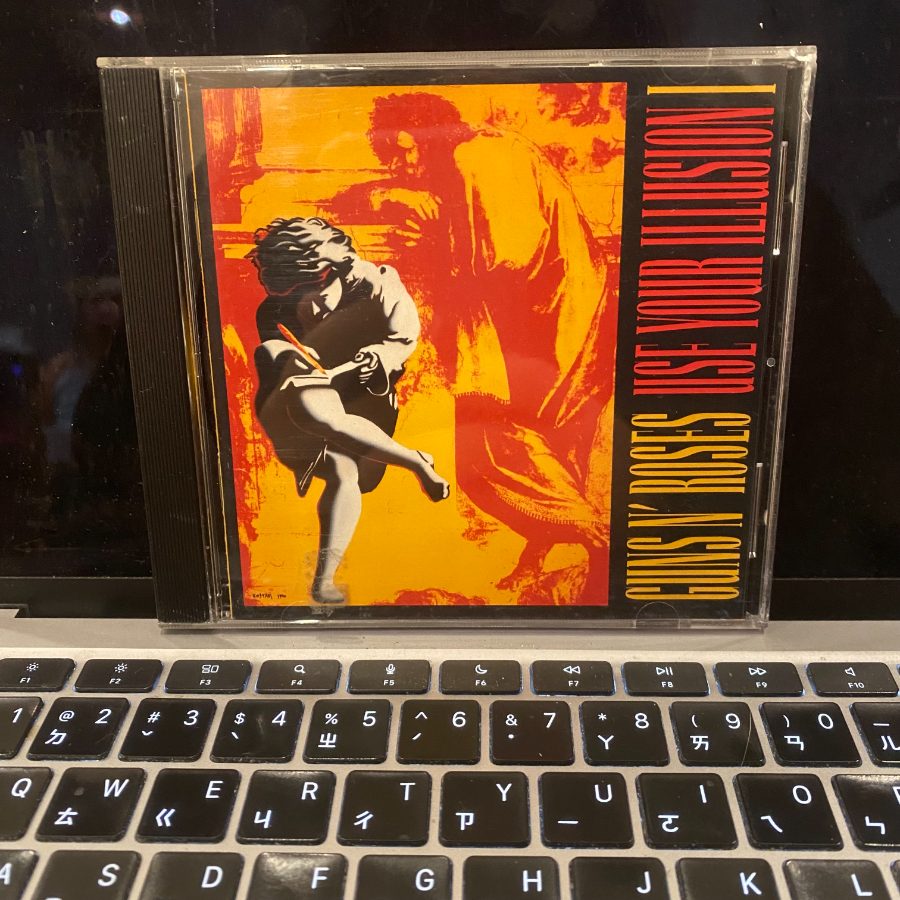 GUNS N' ROSES USE YOUR ILLUSION I
F1 F2 F3 F4 F5 F6 F7 F8 F9 F10
1 @ 2 ㄉ # 3 ˇ $ 4 ˋ % 5 ㄓ ^ 6 ˊ & 7 ˙ * 8 ㄚ ( 9 ㄞ ) 0 ㄢ ㄦ
Q W ㄊ E ㄍ R ㄐ T ㄔ Y ㄗ U ㄧ I ㄛ O ㄟ P ㄣ
A S D F G H J K L